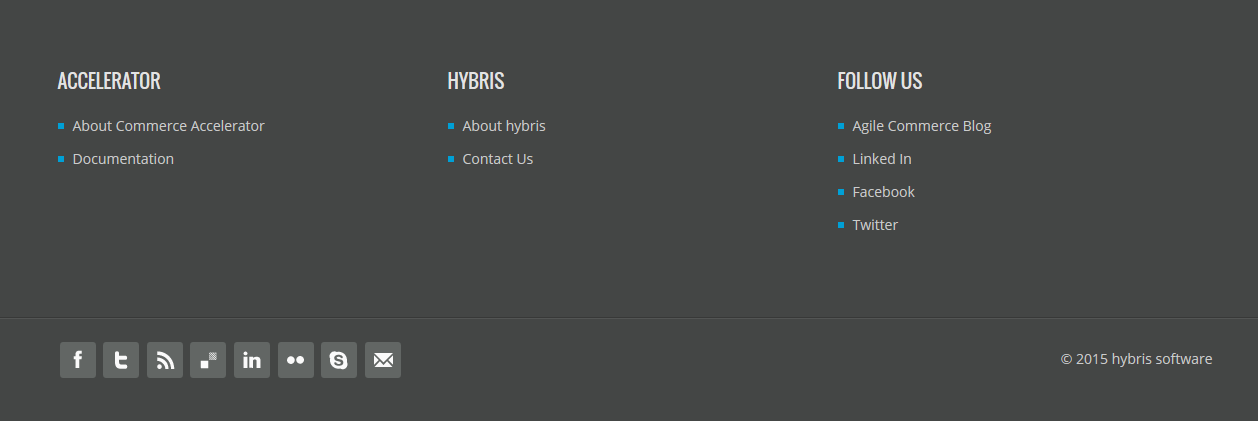 ACCELERATOR
About Commerce Accelerator
Documentation
HYBRIS
About hybris
Contact Us
FOLLOW US
Agile Commerce Blog
Linked In
Facebook
Twitter
© 2015 hybris software